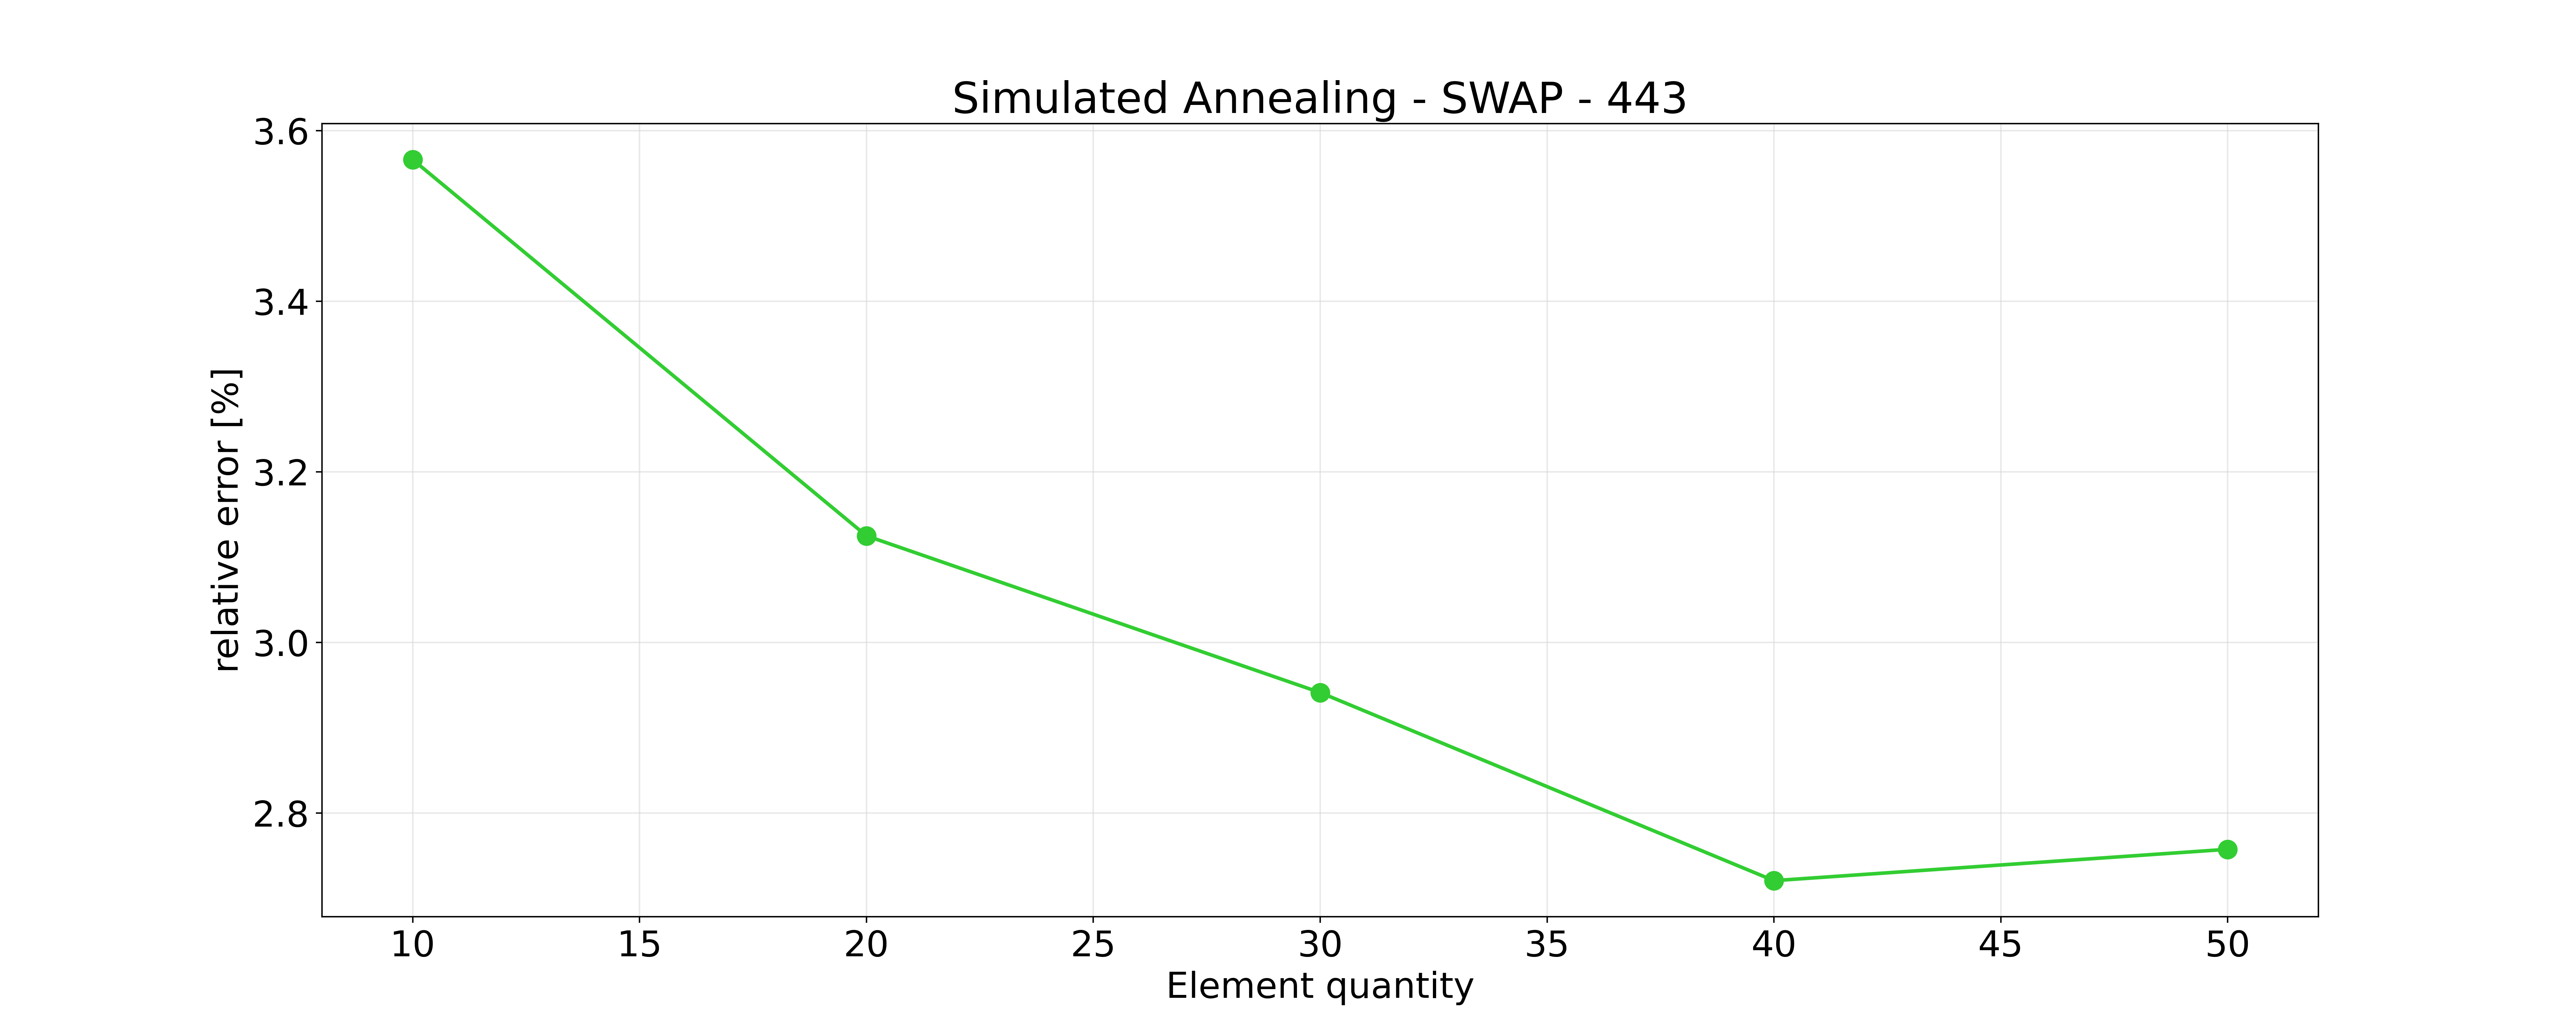 Simulated Annealing - SWAP - 443
3.6
3.4
3.2
3.0
2.8
relative error [%]
10 15 20 25 30 35 40 45 50
Element quantity